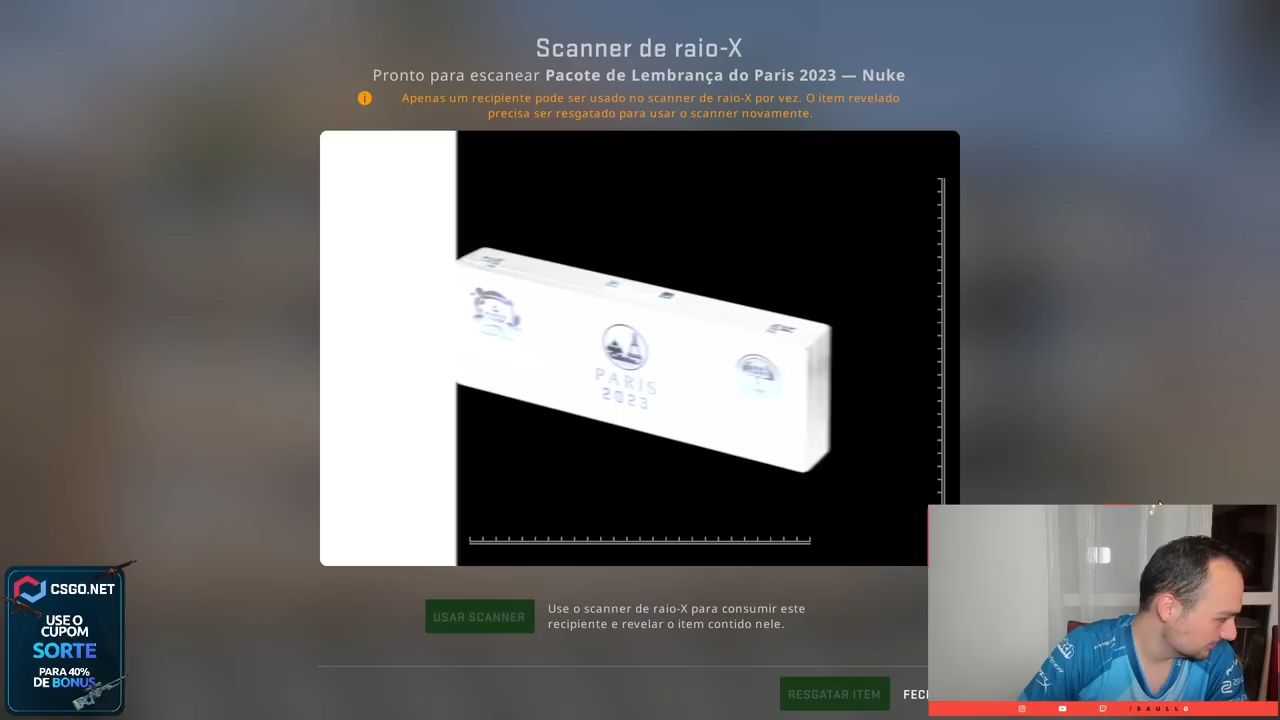 Scanner de raio-X
Pronto para escanear Pacote de Lembrança do Paris 2023 — Nuke
Apenas um recipiente pode ser usado no scanner de raio-X por vez. O item revelado
precisa ser resgatado para usar o scanner novamente.
PARIS
2023
USAR SCANNER
Use o scanner de raio-X para consumir este
recipiente e revelar o item contido nele.
RESGATAR ITEM
FECH
CSGO.NET
USE O
CUPOM
SORTE
PARA 40%
DE BONUS
/SAULLO